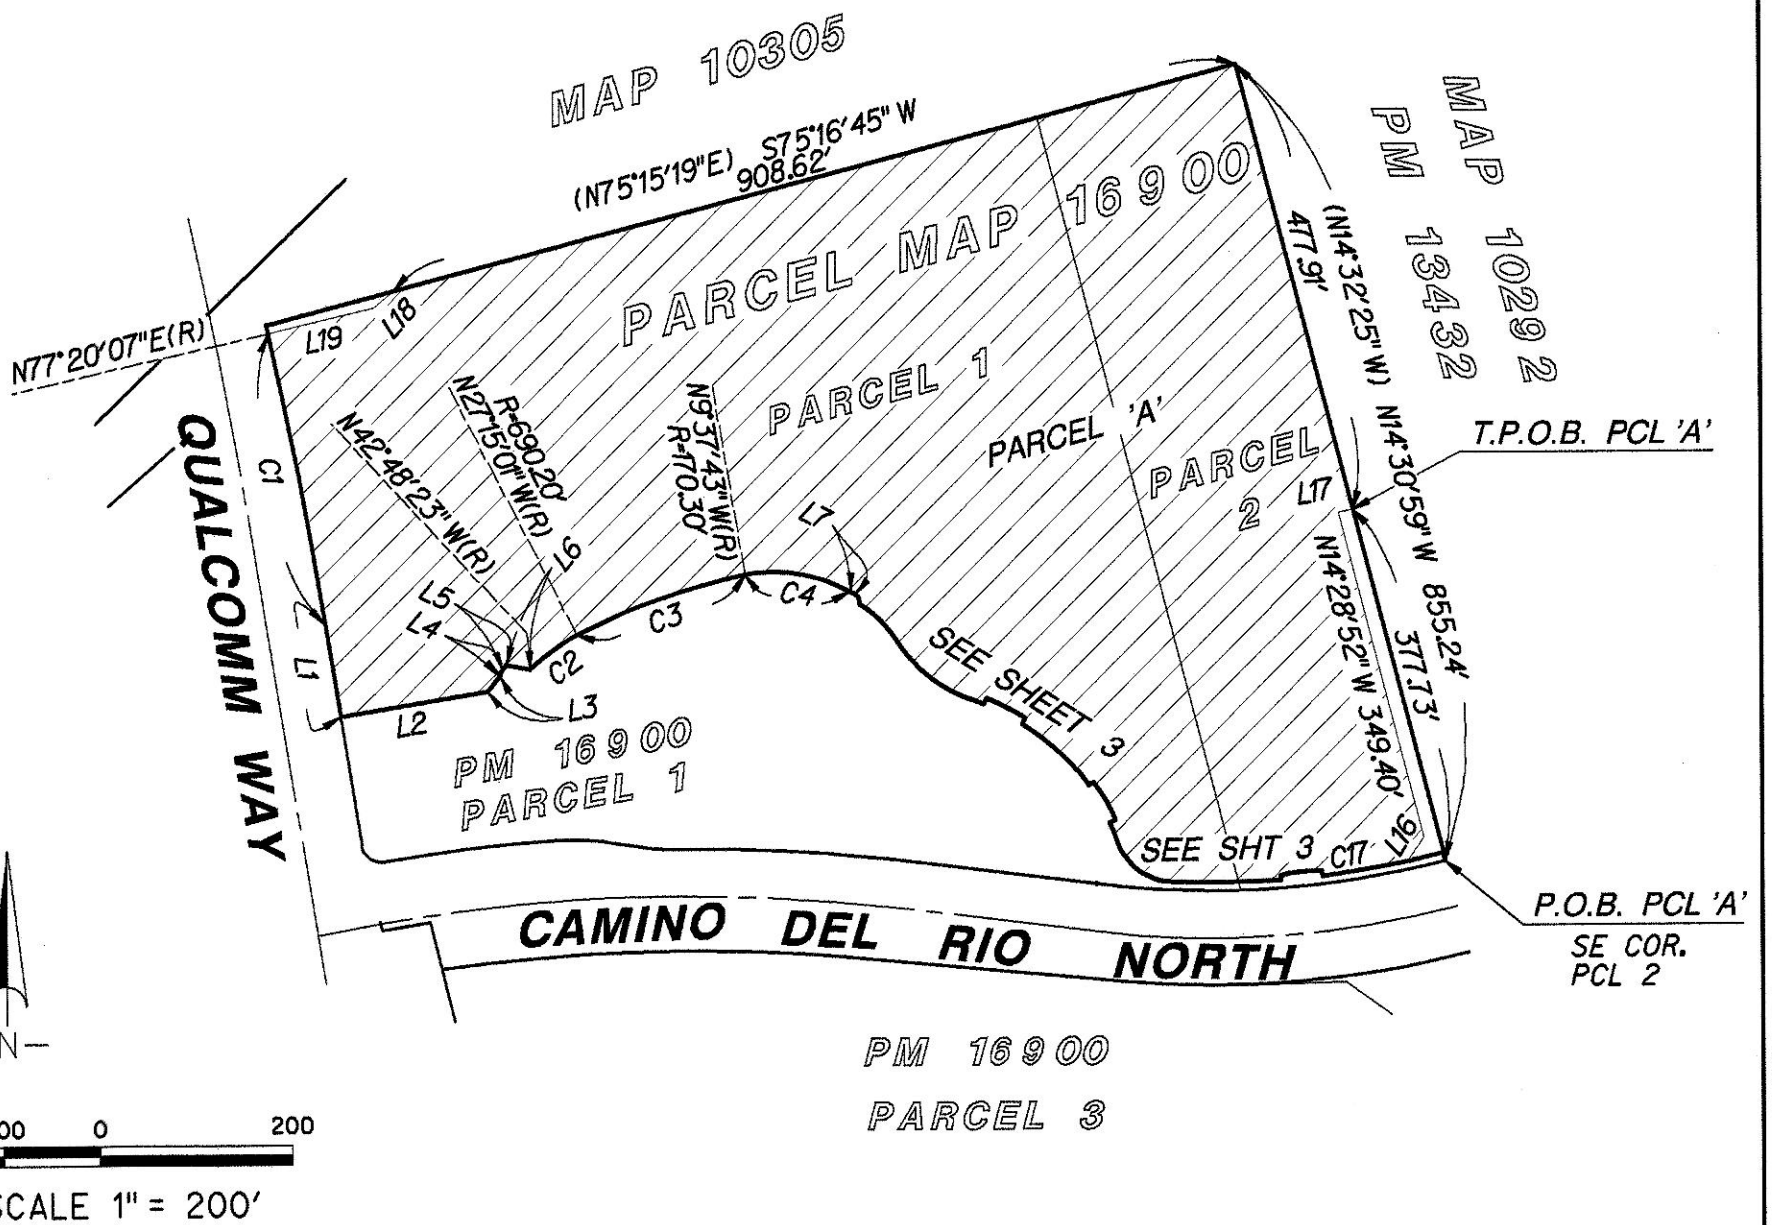 MAP 10305
(N75°15'19"E) S75°16'45" W
908.62'
MAP 10292
PM 13432
PARCEL MAP 16900
(N14°32'25"W) N14°30'59" W 855.24'
477.91'
N77°20'07"E(R)
L19
L18
N42°48'23" W(R)
N27°15'01"W(R)
R=690.20'
N9°37'43"W(R)
R=170.30'
PARCEL 1
PARCEL 'A'
PARCEL
2
L17
T.P.O.B. PCL 'A'
QUALCOMM WAY
C1
L7
L6
L5
L4
C3
C4
C2
L1
L2
L3
N14°28'52" W 349.40'
377.73'
SEE SHEET 3
PM 16900
PARCEL 1
SEE SHT 3
C17
L16
P.O.B. PCL 'A'
SE COR.
PCL 2
CAMINO DEL RIO NORTH
N
PM 16900
PARCEL 3
00 0 200
SCALE 1" = 200'